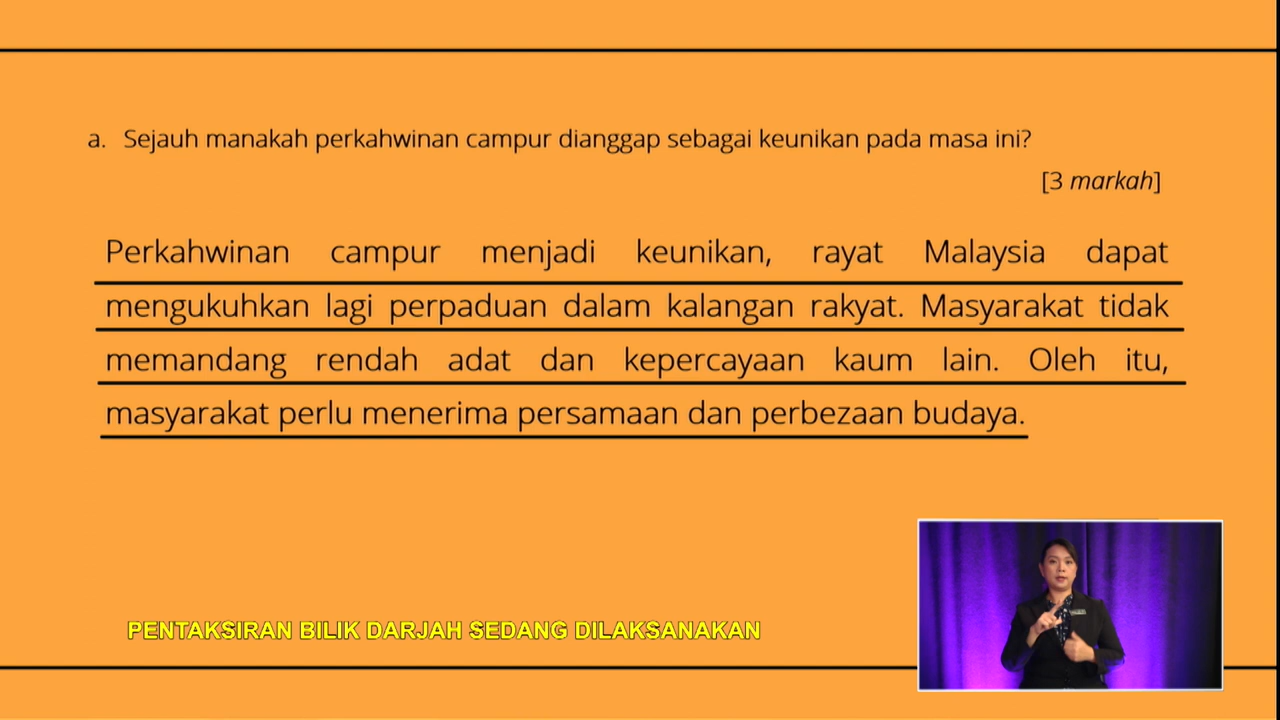 a. Sejauh manakah perkahwinan campur dianggap sebagai keunikan pada masa ini?
[3 markah]
Perkahwinan campur menjadi keunikan, rayat Malaysia dapat
mengukuhkan lagi perpaduan dalam kalangan rakyat. Masyarakat tidak
memandang rendah adat dan kepercayaan kaum lain. Oleh itu,
masyarakat perlu menerima persamaan dan perbezaan budaya.
PENTAKSIRAN BILIK DARJAH SEDANG DILAKSANAKAN